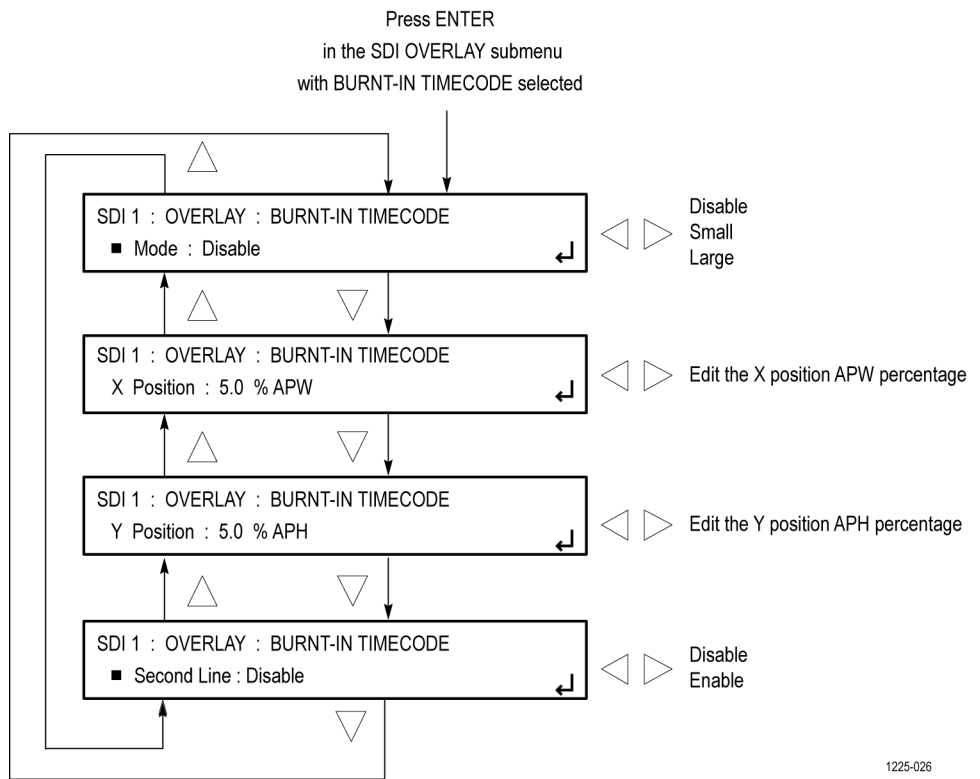 Press ENTER
in the SDI OVERLAY submenu
with BURNT-IN TIMECODE selected
SDI 1 : OVERLAY : BURNT-IN TIMECODE
■ Mode : Disable
Disable
Small
Large
SDI 1 : OVERLAY : BURNT-IN TIMECODE
X Position : 5.0 % APW
Edit the X position APW percentage
SDI 1 : OVERLAY : BURNT-IN TIMECODE
Y Position : 5.0 % APH
Edit the Y position APH percentage
SDI 1 : OVERLAY : BURNT-IN TIMECODE
■ Second Line : Disable
Disable
Enable
1225-026